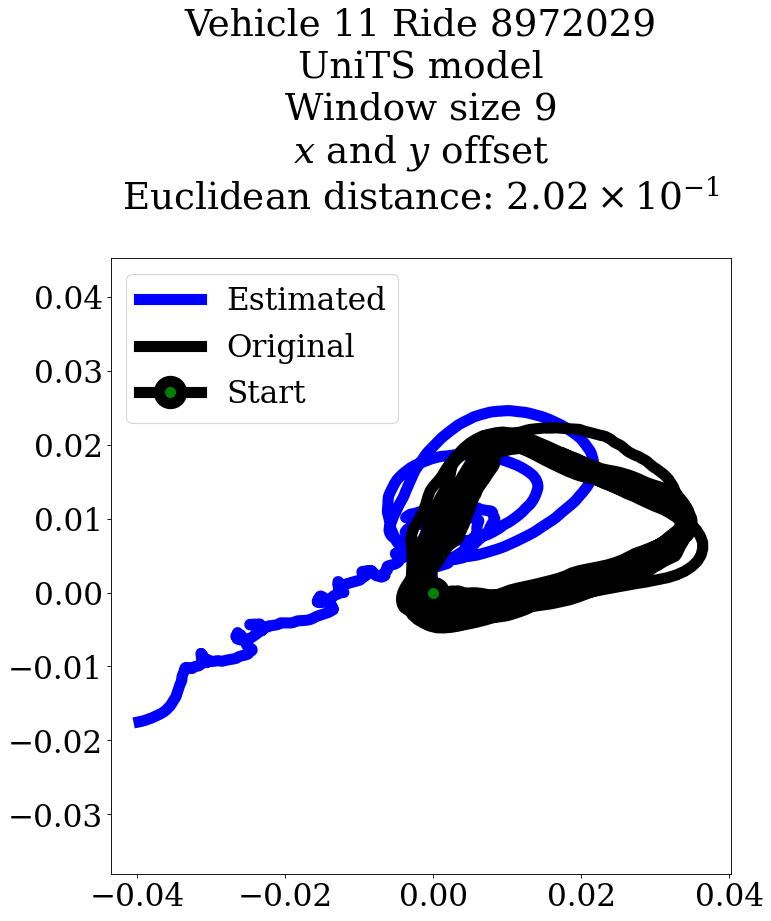 Vehicle 11 Ride 8972029
UniTS model
Window size 9
x and y offset
Euclidean distance: 2.02 × 10⁻¹
Estimated
Original
Start
0.04
0.03
0.02
0.01
0.00
−0.01
−0.02
−0.03
−0.04 −0.02 0.00 0.02 0.04